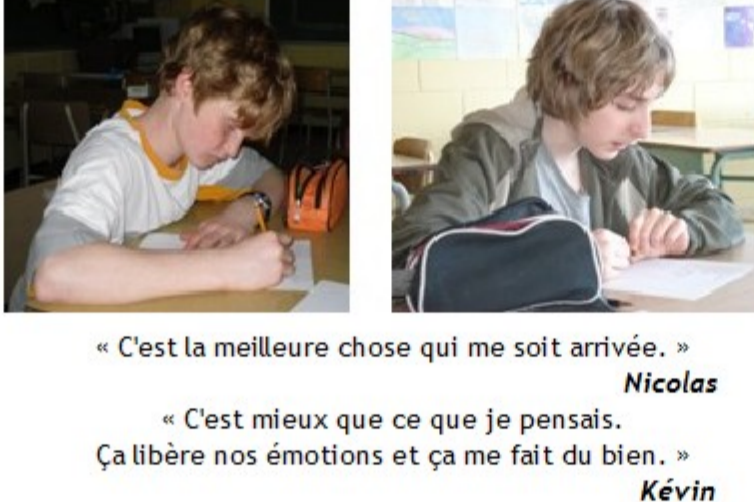 « C'est la meilleure chose qui me soit arrivée. »
Nicolas
« C'est mieux que ce que je pensais.
Ça libère nos émotions et ça me fait du bien. »
Kévin